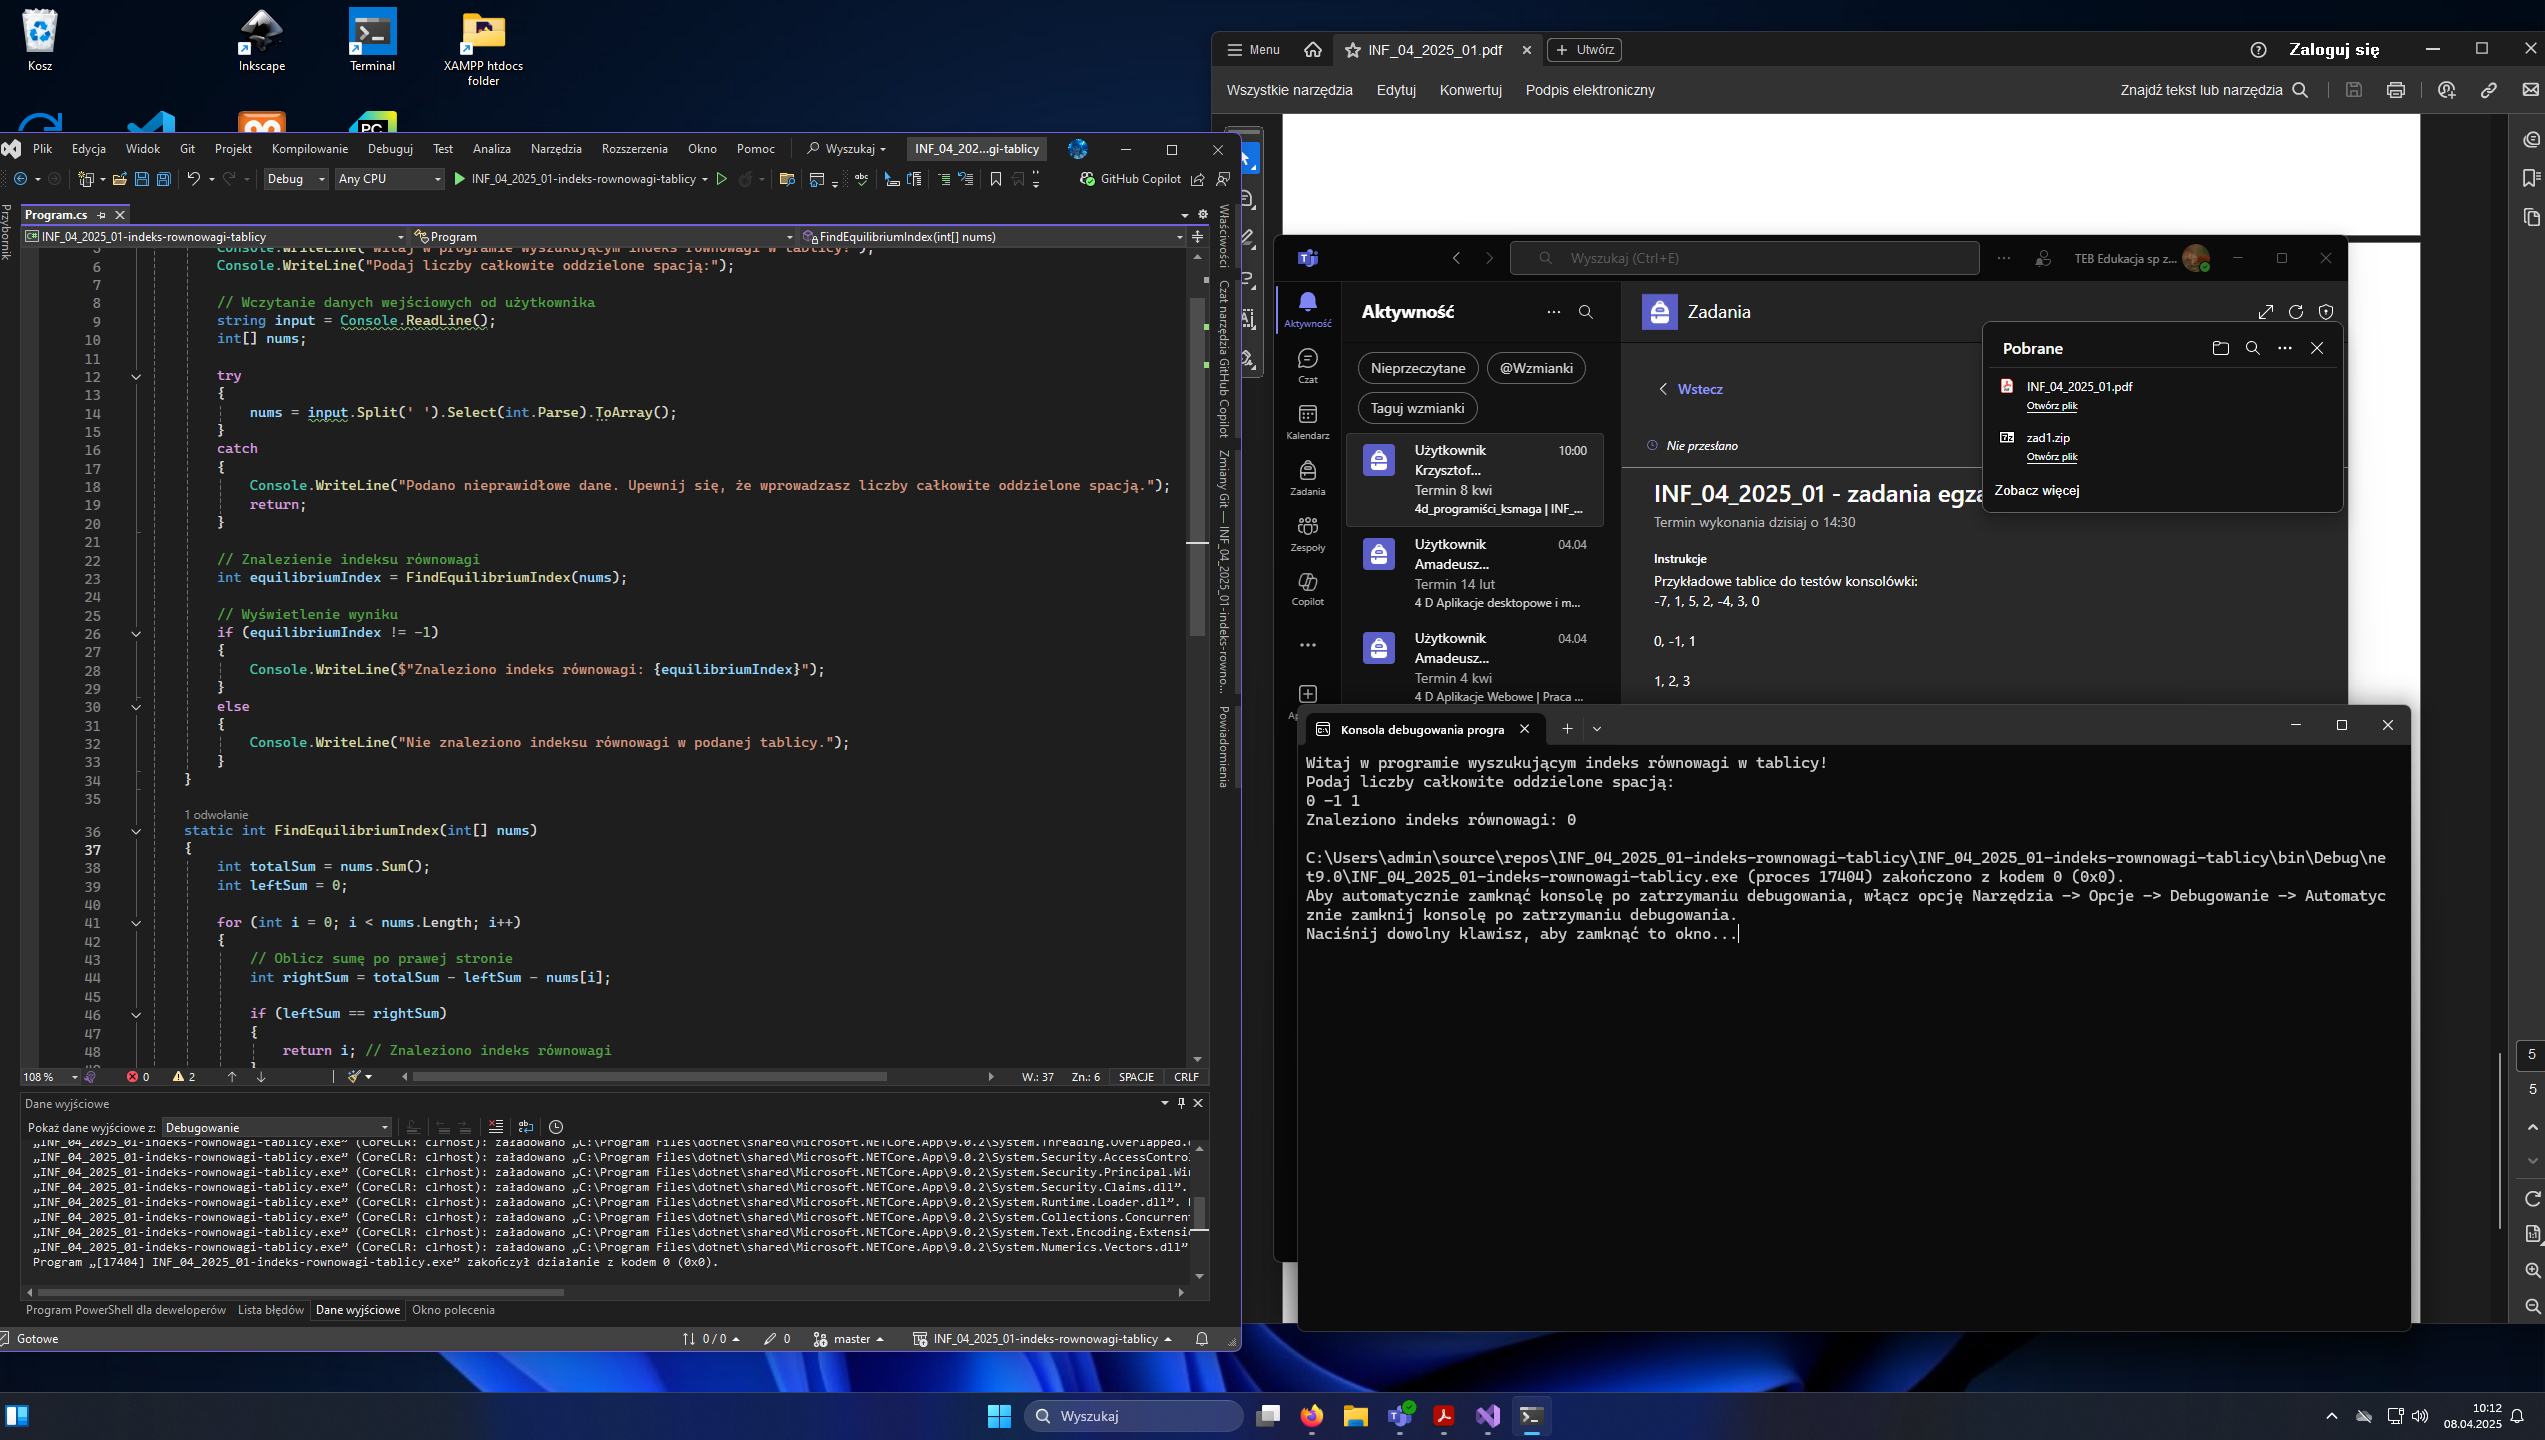 Kosz
Inkscape
Terminal
XAMPP htdocs
folder
Menu
INF_04_2025_01.pdf
Utwórz
Zaloguj się
Wszystkie narzędzia
Edytuj
Konwertuj
Podpis elektroniczny
Znajdź tekst lub narzędzia
Plik Edycja Widok Git Projekt Kompilowanie Debuguj Test Analiza Narzędzia Rozszerzenia Okno Pomoc Wyszukaj INF_04_202...gi-tablicy
Debug Any CPU INF_04_2025_01-indeks-rownowagi-tablicy GitHub Copilot
Przybornik
Program.cs
INF_04_2025_01-indeks-rownowagi-tablicy Program FindEquilibriumIndex(int[] nums)
Console.WriteLine("Witaj w programie wyszukującym indeks równowagi w tablicy!");
6 Console.WriteLine("Podaj liczby całkowite oddzielone spacją:");
7
8 // Wczytanie danych wejściowych od użytkownika
9 string input = Console.ReadLine();
10 int[] nums;
11
12 try
13 {
14 nums = input.Split(' ').Select(int.Parse).ToArray();
15 }
16 catch
17 {
18 Console.WriteLine("Podano nieprawidłowe dane. Upewnij się, że wprowadzasz liczby całkowite oddzielone spacją.");
19 return;
20 }
21
22 // Znalezienie indeksu równowagi
23 int equilibriumIndex = FindEquilibriumIndex(nums);
24
25 // Wyświetlenie wyniku
26 if (equilibriumIndex != -1)
27 {
28 Console.WriteLine($"Znaleziono indeks równowagi: {equilibriumIndex}");
29 }
30 else
31 {
32 Console.WriteLine("Nie znaleziono indeksu równowagi w podanej tablicy.");
33 }
34 }
35
1 odwołanie
36 static int FindEquilibriumIndex(int[] nums)
37 {
38 int totalSum = nums.Sum();
39 int leftSum = 0;
40
41 for (int i = 0; i < nums.Length; i++)
42 {
43 // Oblicz sumę po prawej stronie
44 int rightSum = totalSum - leftSum - nums[i];
45
46 if (leftSum == rightSum)
47 {
48 return i; // Znaleziono indeks równowagi
Właściwości
Czat narzędzia GitHub Copilot
Zmiany Git — INF_04_2025_01-indeks-rowno...
Powiadomienia
108 % 0 2 W.: 37 Zn.: 6 SPACJE CRLF
Dane wyjściowe
Pokaż dane wyjściowe z: Debugowanie
„INF_04_2025_01-indeks-rownowagi-tablicy.exe” (CoreCLR: clrhost): załadowano „C:\Program Files\dotnet\shared\Microsoft.NETCore.App\9.0.2\System.Threading.Overlapped.
„INF_04_2025_01-indeks-rownowagi-tablicy.exe” (CoreCLR: clrhost): załadowano „C:\Program Files\dotnet\shared\Microsoft.NETCore.App\9.0.2\System.Security.AccessContro
„INF_04_2025_01-indeks-rownowagi-tablicy.exe” (CoreCLR: clrhost): załadowano „C:\Program Files\dotnet\shared\Microsoft.NETCore.App\9.0.2\System.Security.Principal.Wi
„INF_04_2025_01-indeks-rownowagi-tablicy.exe” (CoreCLR: clrhost): załadowano „C:\Program Files\dotnet\shared\Microsoft.NETCore.App\9.0.2\System.Security.Claims.dll”.
„INF_04_2025_01-indeks-rownowagi-tablicy.exe” (CoreCLR: clrhost): załadowano „C:\Program Files\dotnet\shared\Microsoft.NETCore.App\9.0.2\System.Runtime.Loader.dll”.
„INF_04_2025_01-indeks-rownowagi-tablicy.exe” (CoreCLR: clrhost): załadowano „C:\Program Files\dotnet\shared\Microsoft.NETCore.App\9.0.2\System.Collections.Concurren
„INF_04_2025_01-indeks-rownowagi-tablicy.exe” (CoreCLR: clrhost): załadowano „C:\Program Files\dotnet\shared\Microsoft.NETCore.App\9.0.2\System.Text.Encoding.Extensi
„INF_04_2025_01-indeks-rownowagi-tablicy.exe” (CoreCLR: clrhost): załadowano „C:\Program Files\dotnet\shared\Microsoft.NETCore.App\9.0.2\System.Numerics.Vectors.dll”
Program „[17404] INF_04_2025_01-indeks-rownowagi-tablicy.exe” zakończył działanie z kodem 0 (0x0).
Program PowerShell dla deweloperów Lista błędów Dane wyjściowe Okno polecenia
Gotowe 0 / 0 0 master INF_04_2025_01-indeks-rownowagi-tablicy
Wyszukaj (Ctrl+E)
TEB Edukacja sp z...
Aktywność
Czat
Kalendarz
Zadania
Zespoły
Copilot
Aktywność
Nieprzeczytane
@Wzmianki
Taguj wzmianki
Użytkownik 10:00
Krzysztof...
Termin 8 kwi
4d_programiści_ksmaga | INF_...
Użytkownik 04.04
Amadeusz...
Termin 14 lut
4 D Aplikacje desktopowe i m...
Użytkownik 04.04
Amadeusz...
Termin 4 kwi
4 D Aplikacje Webowe | Praca ...
Zadania
Wstecz
Nie przesłano
INF_04_2025_01 - zadania egza
Termin wykonania dzisiaj o 14:30
Instrukcje
Przykładowe tablice do testów konsolówki:
-7, 1, 5, 2, -4, 3, 0
0, -1, 1
1, 2, 3
Pobrane
INF_04_2025_01.pdf
Otwórz plik
zad1.zip
Otwórz plik
Zobacz więcej
Konsola debugowania progra
Witaj w programie wyszukującym indeks równowagi w tablicy!
Podaj liczby całkowite oddzielone spacją:
0 -1 1
Znaleziono indeks równowagi: 0
C:\Users\admin\source\repos\INF_04_2025_01-indeks-rownowagi-tablicy\INF_04_2025_01-indeks-rownowagi-tablicy\bin\Debug\ne
t9.0\INF_04_2025_01-indeks-rownowagi-tablicy.exe (proces 17404) zakończono z kodem 0 (0x0).
Aby automatycznie zamknąć konsolę po zatrzymaniu debugowania, włącz opcję Narzędzia -> Opcje -> Debugowanie -> Automatyc
znie zamknij konsolę po zatrzymaniu debugowania.
Naciśnij dowolny klawisz, aby zamknąć to okno...
5
5
Wyszukaj
10:12
08.04.2025